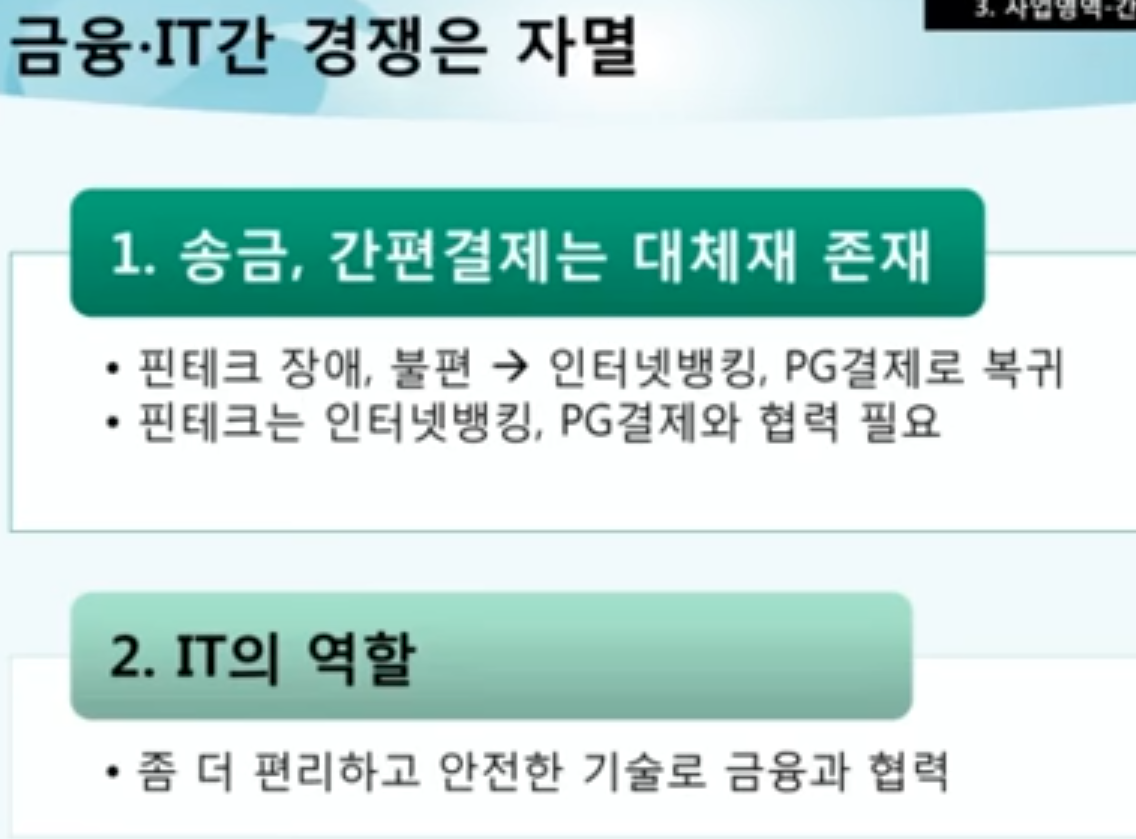 3. 사업영역-간
금융·IT간 경쟁은 자멸
1. 송금, 간편결제는 대체재 존재
• 핀테크 장애, 불편 → 인터넷뱅킹, PG결제로 복귀
• 핀테크는 인터넷뱅킹, PG결제와 협력 필요
2. IT의 역할
• 좀 더 편리하고 안전한 기술로 금융과 협력